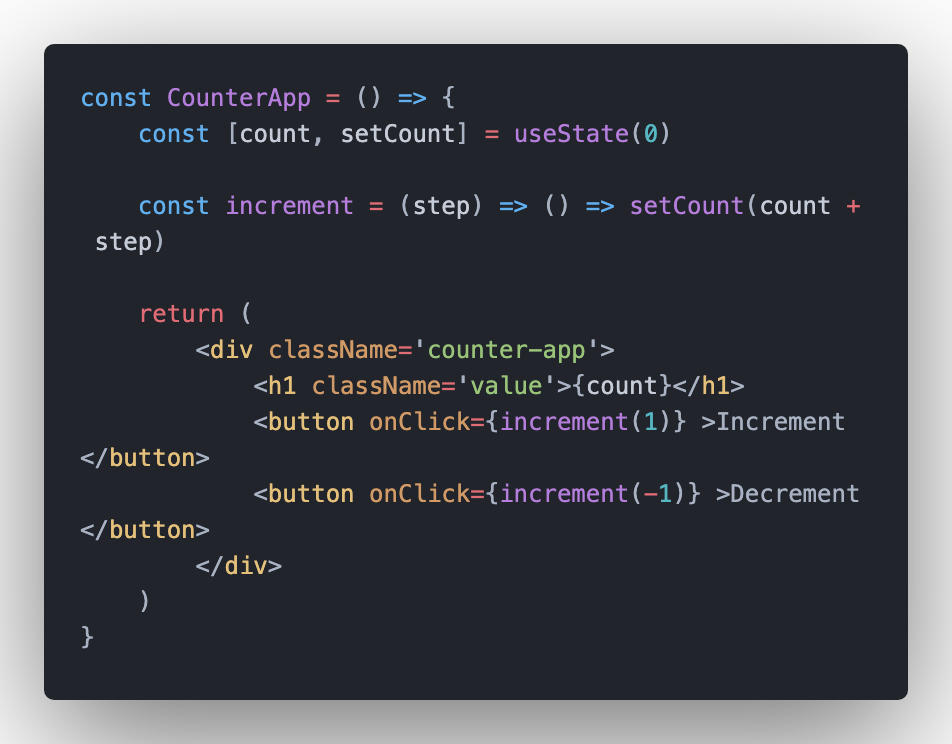 const CounterApp = () => {
    const [count, setCount] = useState(0)

    const increment = (step) => () => setCount(count +
 step)

    return (
        <div className='counter-app'>
            <h1 className='value'>{count}</h1>
            <button onClick={increment(1)} >Increment
</button>
            <button onClick={increment(-1)} >Decrement
</button>
        </div>
    )
}